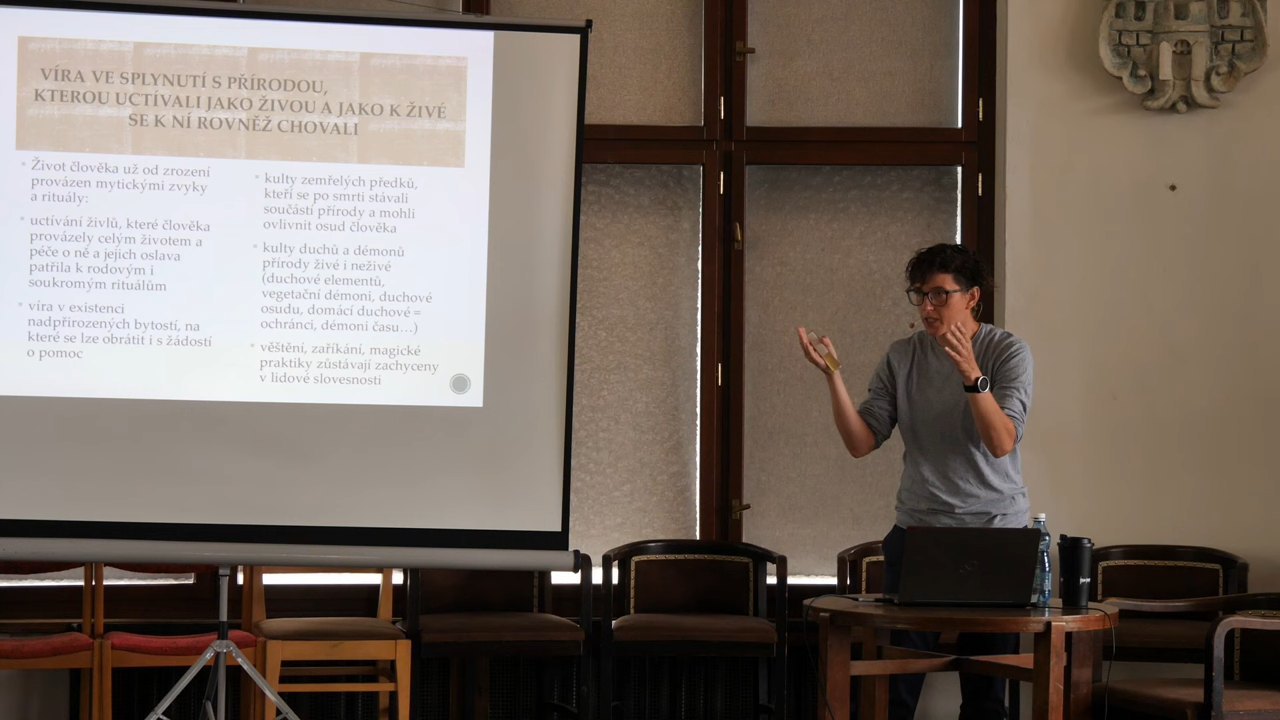 VÍRA VE SPLYNUTÍ S PŘÍRODOU,
KTEROU UCTÍVALI JAKO ŽIVOU A JAKO K ŽIVÉ
SE K NÍ ROVNĚŽ CHOVALI
Život člověka už od zrození
provázen mytickými zvyky
a rituály:
uctívání živlů, které člověka
provázely celým životem a
péče o ně a jejich oslava
patřila k rodovým i
soukromým rituálům
víra v existenci
nadpřirozených bytostí, na
které se lze obrátit i s žádostí
o pomoc
kulty zemřelých předků,
kteří se po smrti stávali
součástí přírody a mohli
ovlivnit osud člověka
kulty duchů a démonů
přírody živé i neživé
(duchové elementů,
vegetační démoni, duchové
osudu, domácí duchové =
ochránci, démoni času…)
věštění, zaříkání, magické
praktiky zůstávají zachyceny
v lidové slovesnosti